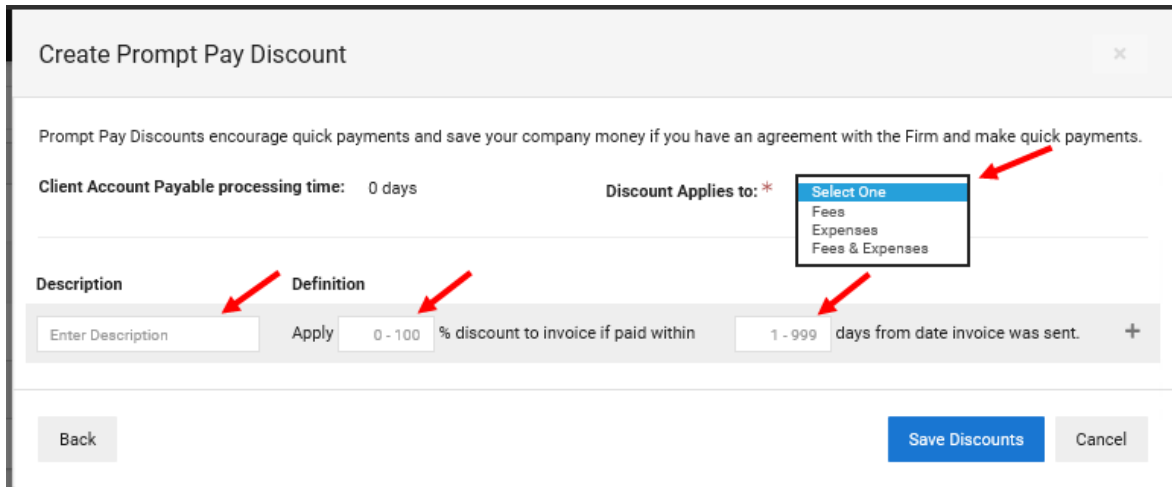 Create Prompt Pay Discount
×
Prompt Pay Discounts encourage quick payments and save your company money if you have an agreement with the Firm and make quick payments.
Client Account Payable processing time: 0 days
Discount Applies to: *
Select One
Fees
Expenses
Fees & Expenses
Description Definition
Enter Description Apply 0 - 100 % discount to invoice if paid within 1 - 999 days from date invoice was sent. +
Back Save Discounts Cancel